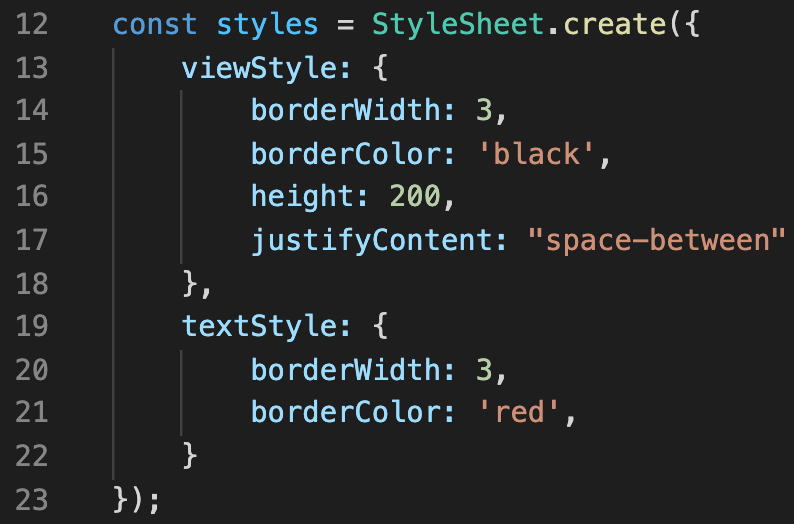 12 const styles = StyleSheet.create({
13 viewStyle: {
14 borderWidth: 3,
15 borderColor: 'black',
16 height: 200,
17 justifyContent: "space-between"
18 },
19 textStyle: {
20 borderWidth: 3,
21 borderColor: 'red',
22 }
23 });